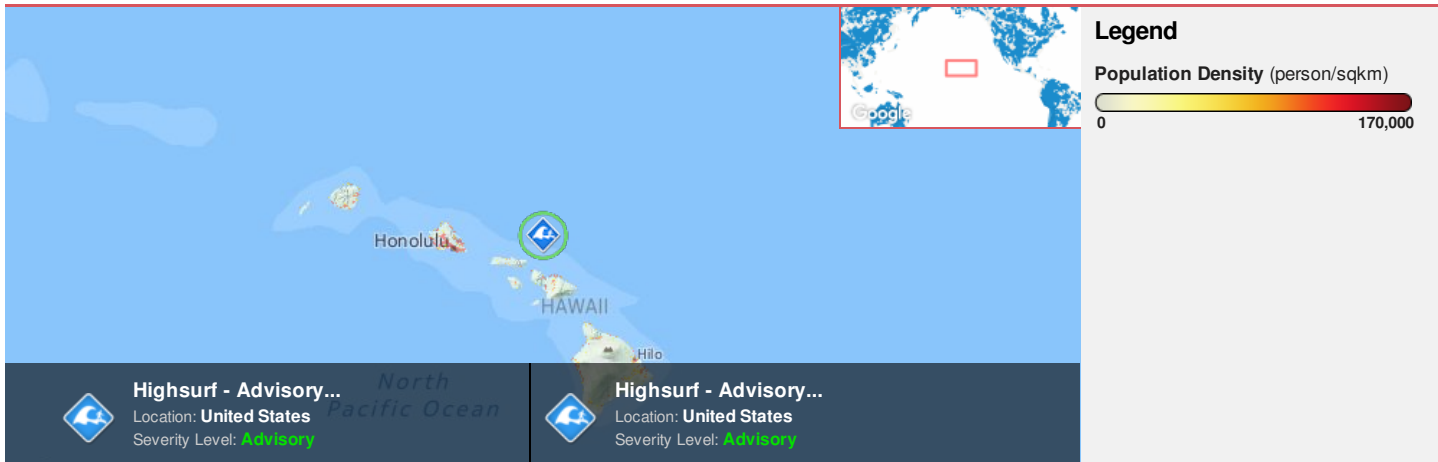 Google
Legend
Population Density (person/sqkm)
0 170,000
Honolulu
HAWAII
Hilo
North
Pacific Ocean
Highsurf - Advisory...
Location: United States
Severity Level: Advisory
Highsurf - Advisory...
Location: United States
Severity Level: Advisory